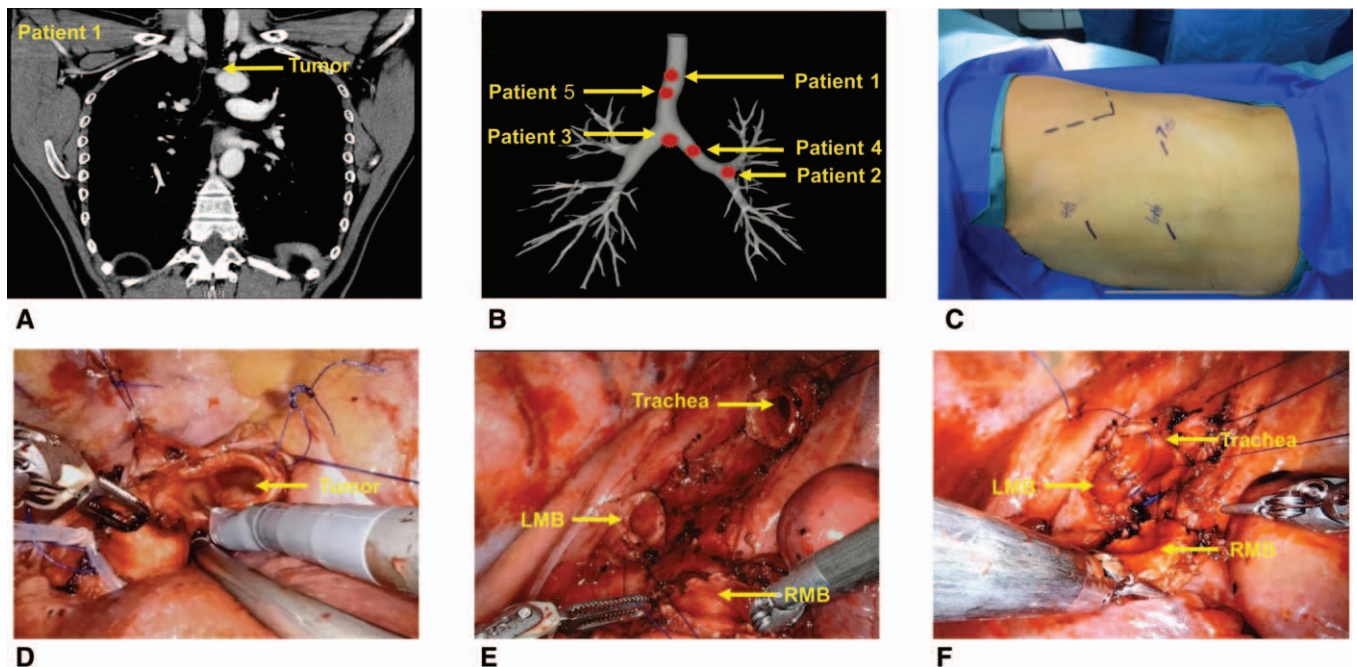 Patient 1
Tumor
A
Patient 1
Patient 5
Patient 3
Patient 4
Patient 2
B
C
Tumor
D
Trachea
LMB
RMB
E
Trachea
LMB
RMB
F